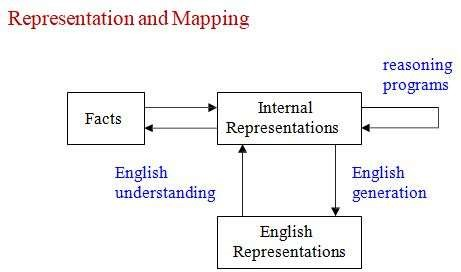 Representation and Mapping
reasoning
programs
Facts
Internal
Representations
English
understanding
English
generation
English
Representations